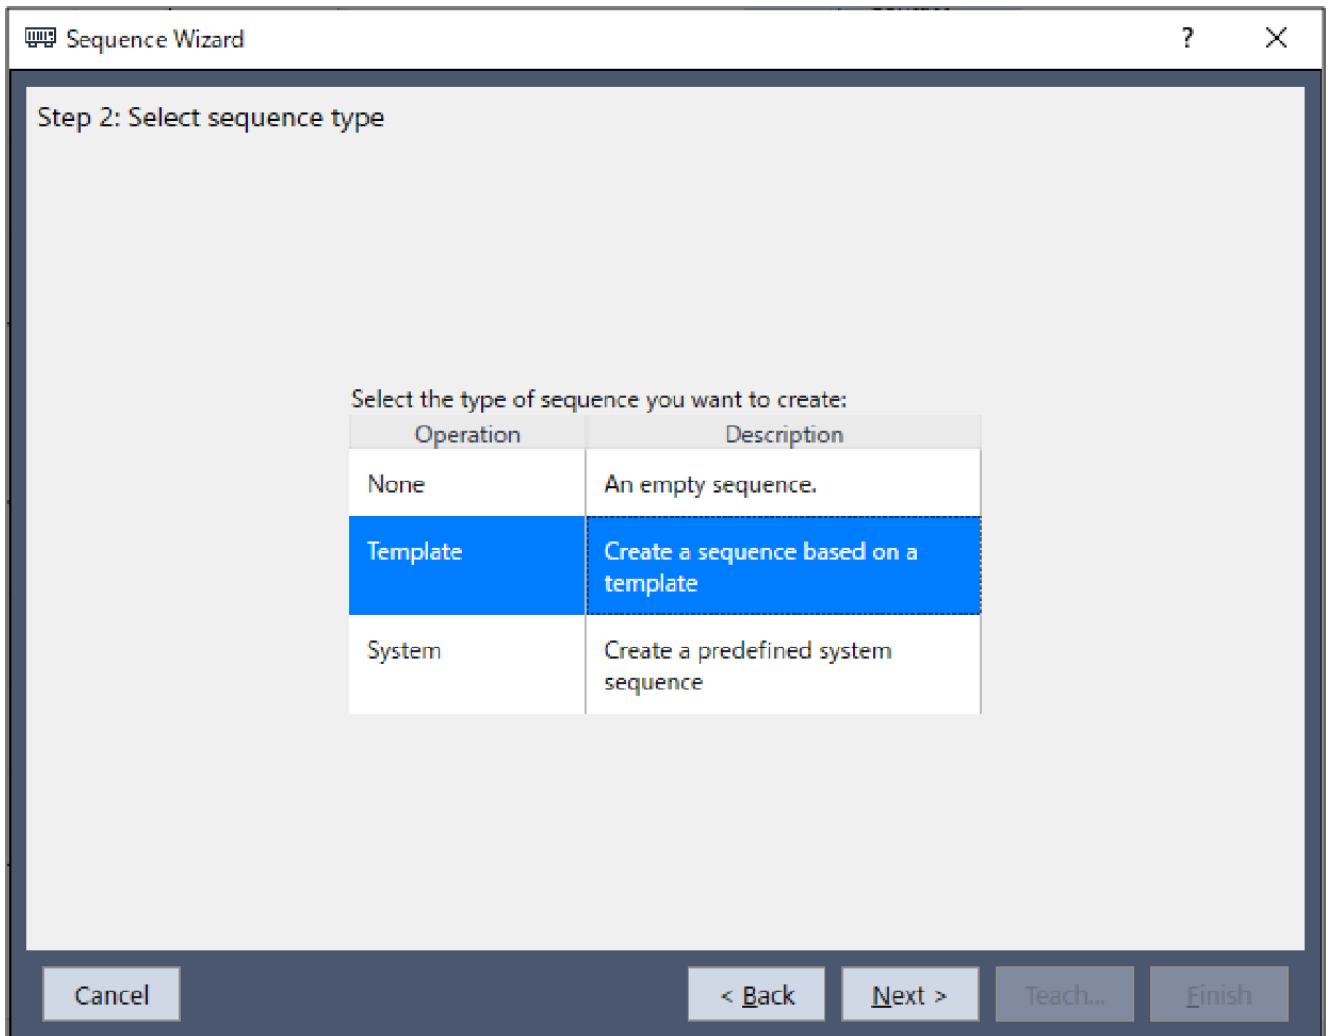 Sequence Wizard
?
Step 2: Select sequence type
Select the type of sequence you want to create:
Operation Description
None An empty sequence.
Template Create a sequence based on a
template
System Create a predefined system
sequence
Cancel < Back Next > Teach... Finish